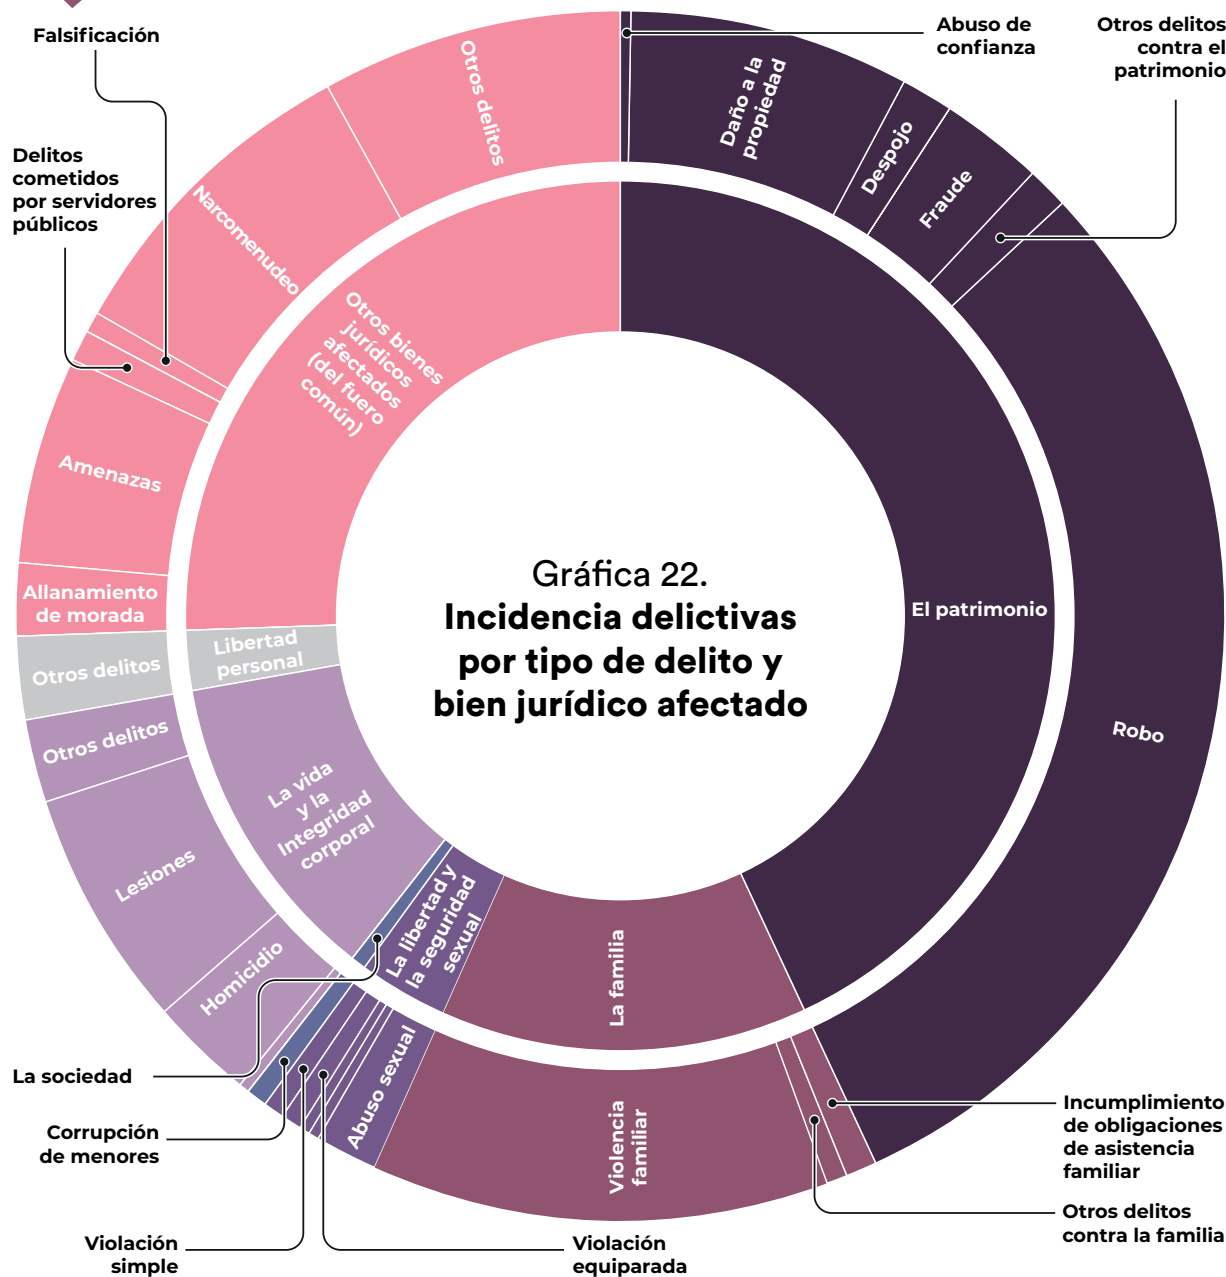 Falsificación
Abuso de
confianza
Otros delitos
contra el
patrimonio
Delitos
cometidos
por servidores
públicos
Otros delitos
Daño a la
propiedad
Despojo
Fraude
Narcomenudeo
Otros bienes
jurídicos
afectados
(del fuero
común)
Amenazas
Allanamiento
de morada
Otros delitos
Libertad
personal
Otros delitos
Gráfica 22.
Incidencia delictivas
por tipo de delito y
bien jurídico afectado
El patrimonio
Robo
La vida
y la
Integridad
corporal
Lesiones
Homicidio
La libertad y
la seguridad
sexual
La familia
La sociedad
Corrupción
de menores
Abuso sexual
Violencia
familiar
Incumplimiento
de obligaciones
de asistencia
familiar
Otros delitos
contra la familia
Violación
simple
Violación
equiparada